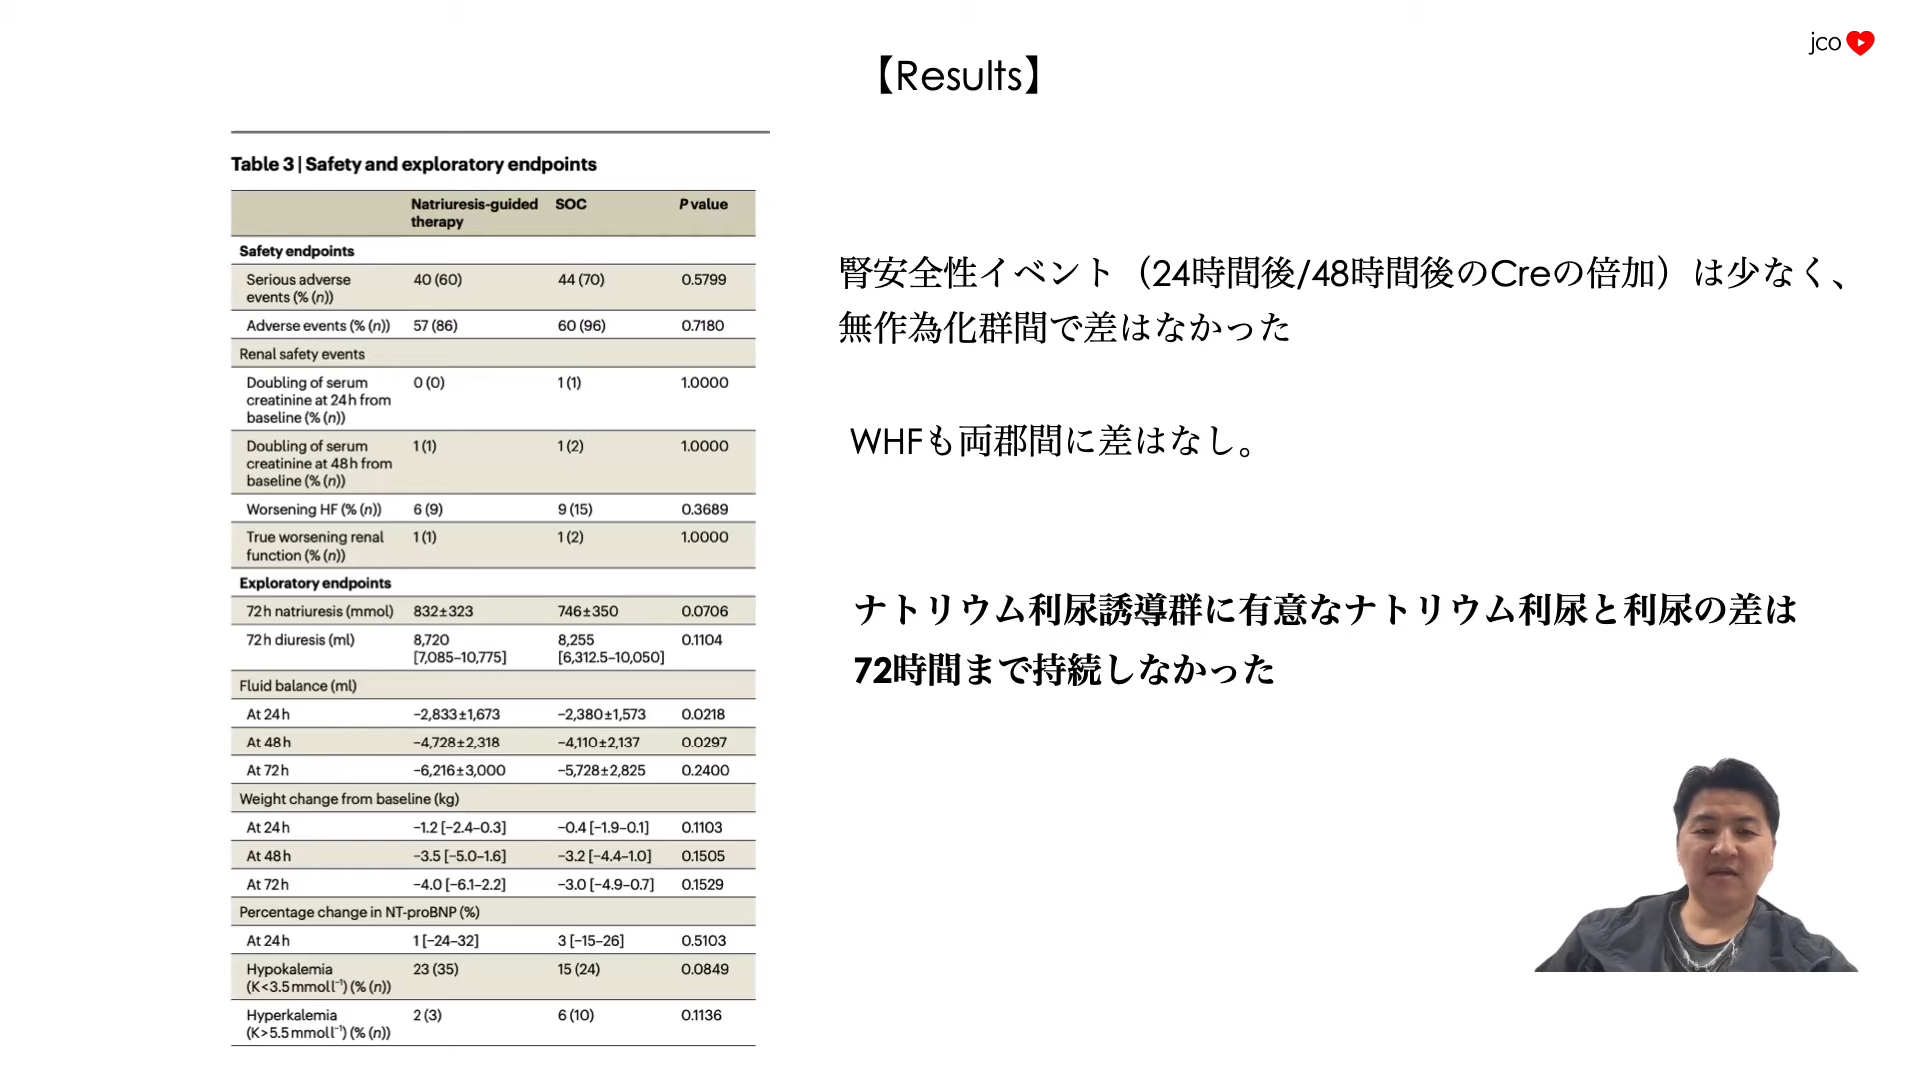 jco
【Results】
Table 3 | Safety and exploratory endpoints
Natriuresis-guided therapy SOC P value
Safety endpoints
Serious adverse events (% (n)) 40 (60) 44 (70) 0.5799
Adverse events (% (n)) 57 (86) 60 (96) 0.7180
Renal safety events
Doubling of serum creatinine at 24 h from baseline (% (n)) 0 (0) 1 (1) 1.0000
Doubling of serum creatinine at 48 h from baseline (% (n)) 1 (1) 1 (2) 1.0000
Worsening HF (% (n)) 6 (9) 9 (15) 0.3689
True worsening renal function (% (n)) 1 (1) 1 (2) 1.0000
Exploratory endpoints
72 h natriuresis (mmol) 832±323 746±350 0.0706
72 h diuresis (ml) 8,720 [7,085–10,775] 8,255 [6,312.5–10,050] 0.1104
Fluid balance (ml)
At 24 h −2,833±1,673 −2,380±1,573 0.0218
At 48 h −4,728±2,318 −4,110±2,137 0.0297
At 72 h −6,216±3,000 −5,728±2,825 0.2400
Weight change from baseline (kg)
At 24 h −1.2 [−2.4–0.3] −0.4 [−1.9–0.1] 0.1103
At 48 h −3.5 [−5.0–1.6] −3.2 [−4.4–1.0] 0.1505
At 72 h −4.0 [−6.1–2.2] −3.0 [−4.9–0.7] 0.1529
Percentage change in NT-proBNP (%)
At 24 h 1 [−24–32] 3 [−15–26] 0.5103
Hypokalemia (K<3.5 mmol l⁻¹) (% (n)) 23 (35) 15 (24) 0.0849
Hyperkalemia (K>5.5 mmol l⁻¹) (% (n)) 2 (3) 6 (10) 0.1136
腎安全性イベント（24時間後/48時間後のCreの倍加）は少なく、
無作為化群間で差はなかった
WHFも両郡間に差はなし。
ナトリウム利尿誘導群に有意なナトリウム利尿と利尿の差は
72時間まで持続しなかった